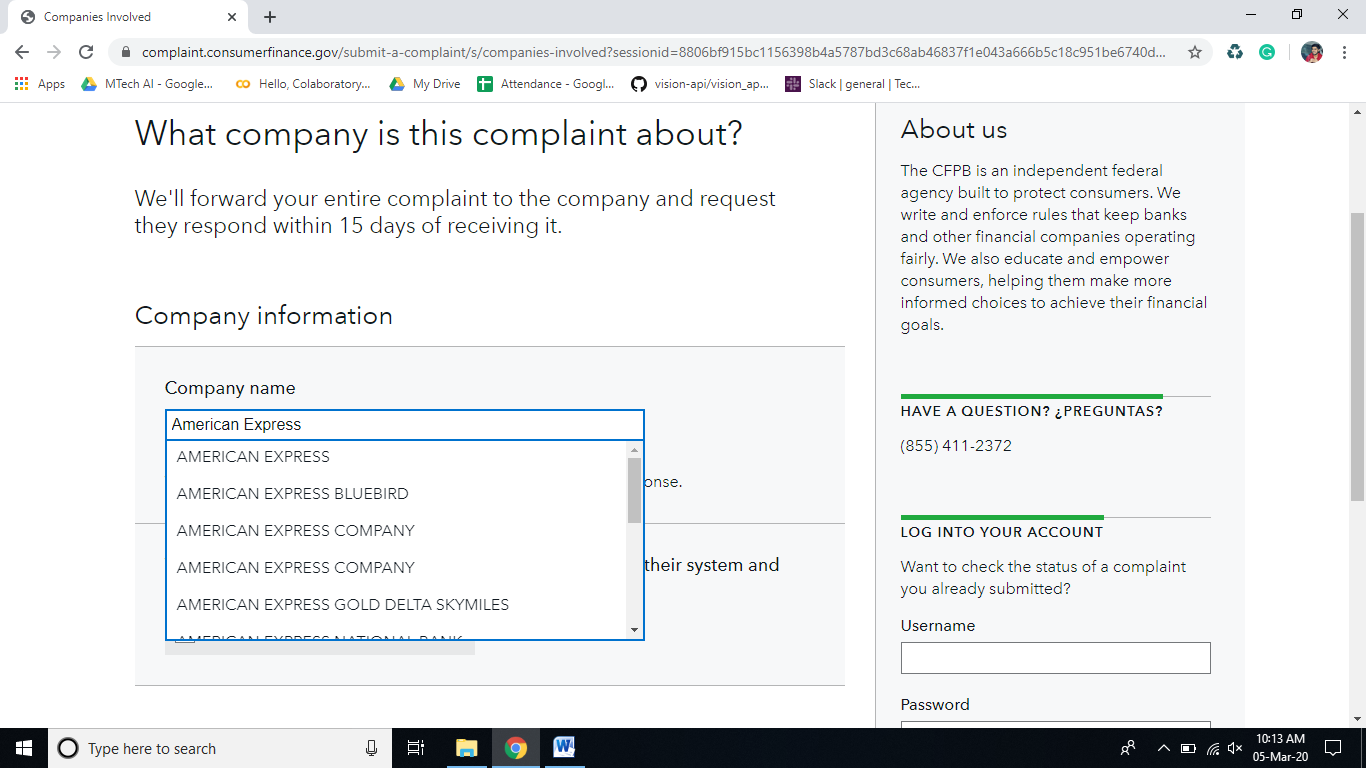 Companies Involved
complaint.consumerfinance.gov/submit-a-complaint/s/companies-involved?sessionid=8806bf915bc1156398b4a5787bd3c68ab46837f1e043a666b5c18c951be6740d...
Apps
MTech AI - Google...
Hello, Colaboratory...
My Drive
Attendance - Googl...
vision-api/vision_ap...
Slack | general | Tec...
What company is this complaint about?
We'll forward your entire complaint to the company and request
they respond within 15 days of receiving it.
Company information
Company name
American Express
AMERICAN EXPRESS
AMERICAN EXPRESS BLUEBIRD
AMERICAN EXPRESS COMPANY
AMERICAN EXPRESS COMPANY
AMERICAN EXPRESS GOLD DELTA SKYMILES
AMERICAN EXPRESS NATIONAL BANK
onse.
their system and
About us
The CFPB is an independent federal
agency built to protect consumers. We
write and enforce rules that keep banks
and other financial companies operating
fairly. We also educate and empower
consumers, helping them make more
informed choices to achieve their financial
goals.
HAVE A QUESTION? ¿PREGUNTAS?
(855) 411-2372
LOG INTO YOUR ACCOUNT
Want to check the status of a complaint
you already submitted?
Username
Password
Type here to search
10:13 AM
05-Mar-20